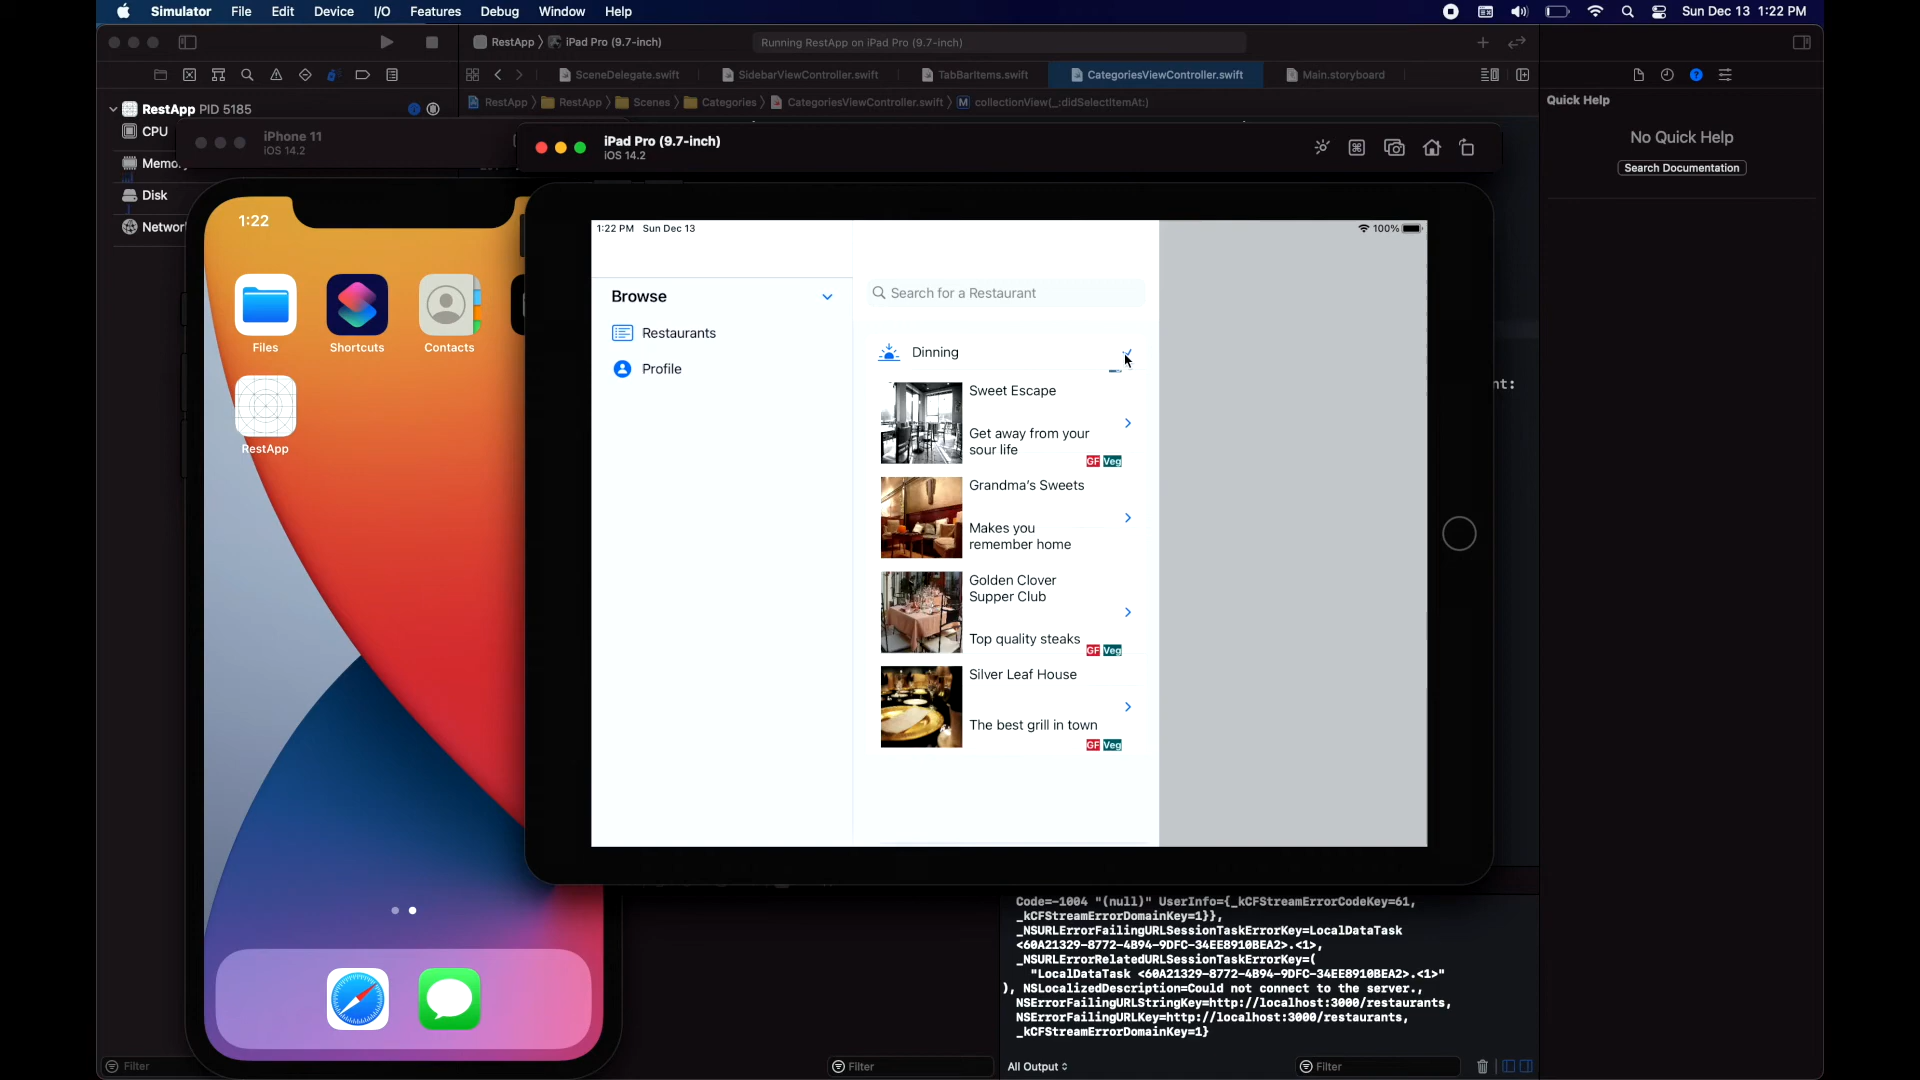 Simulator File Edit Device I/O Features Debug Window Help
Sun Dec 13 1:22 PM
RestApp iPad Pro (9.7-inch)
Running RestApp on iPad Pro (9.7-inch)
SceneDelegate.swift SidebarViewController.swift TabBarItems.swift CategoriesViewController.swift Main.storyboard
RestApp RestApp Scenes Categories CategoriesViewController.swift M collectionView(_:didSelectItemAt:)
Quick Help
No Quick Help
Search Documentation
RestApp PID 5185
CPU
Memo
Disk
Networ
iPhone 11
iOS 14.2
iPad Pro (9.7-inch)
iOS 14.2
1:22
Files
Shortcuts
Contacts
RestApp
1:22 PM Sun Dec 13
100%
Browse
Restaurants
Profile
Search for a Restaurant
Dinning
Sweet Escape
Get away from your
sour life
GF Veg
Grandma's Sweets
Makes you
remember home
Golden Clover
Supper Club
Top quality steaks
GF Veg
Silver Leaf House
The best grill in town
GF Veg
nt:
Code=-1004 "(null)" UserInfo={_kCFStreamErrorCodeKey=61,
_kCFStreamErrorDomainKey=1}},
_NSURLErrorFailingURLSessionTaskErrorKey=LocalDataTask
<60A21329-8772-4B94-9DFC-34EE8910BEA2>.<1>,
_NSURLErrorRelatedURLSessionTaskErrorKey=(
"LocalDataTask <60A21329-8772-4B94-9DFC-34EE8910BEA2>.<1>"
), NSLocalizedDescription=Could not connect to the server.,
NSErrorFailingURLStringKey=http://localhost:3000/restaurants,
NSErrorFailingURLKey=http://localhost:3000/restaurants,
_kCFStreamErrorDomainKey=1}
Filter
Filter
All Output
Filter